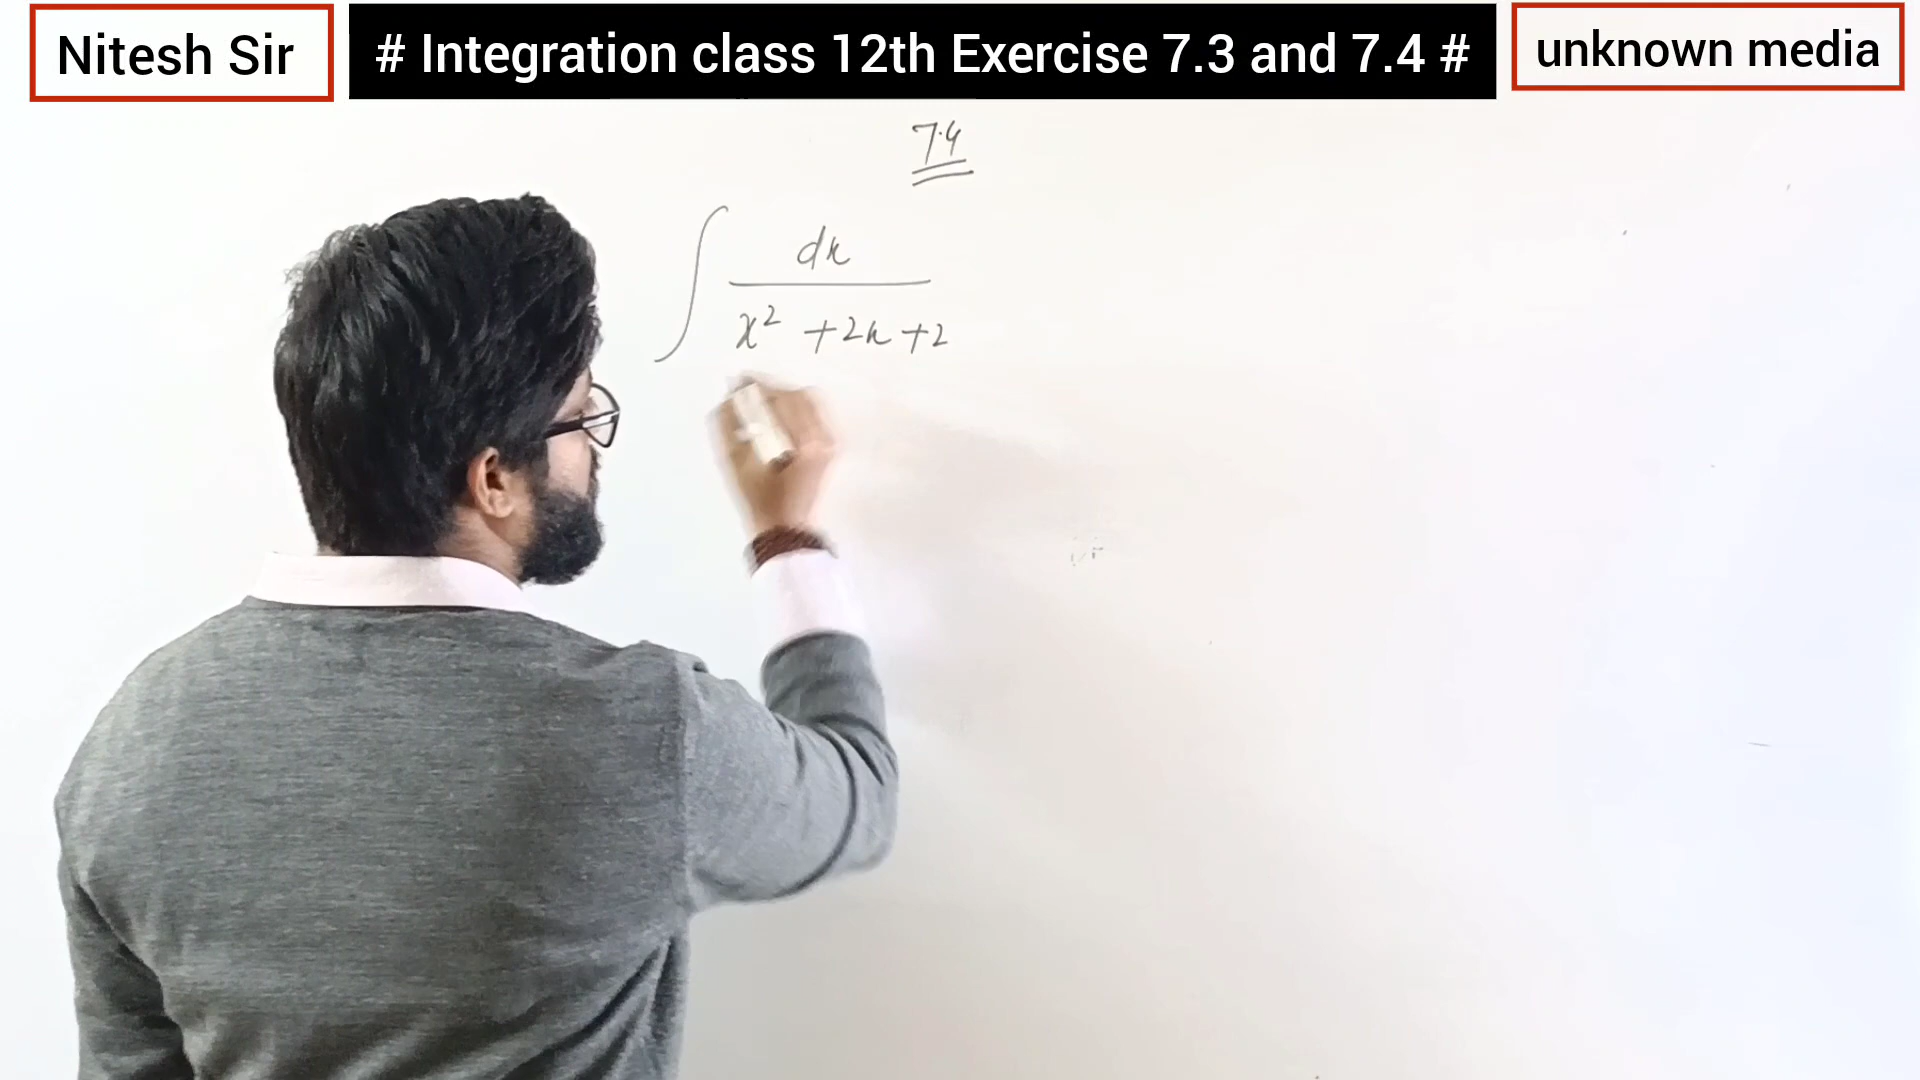 Nitesh Sir
# Integration class 12th Exercise 7.3 and 7.4 #
unknown media
7.4
∫ dx
x² + 2x + 2